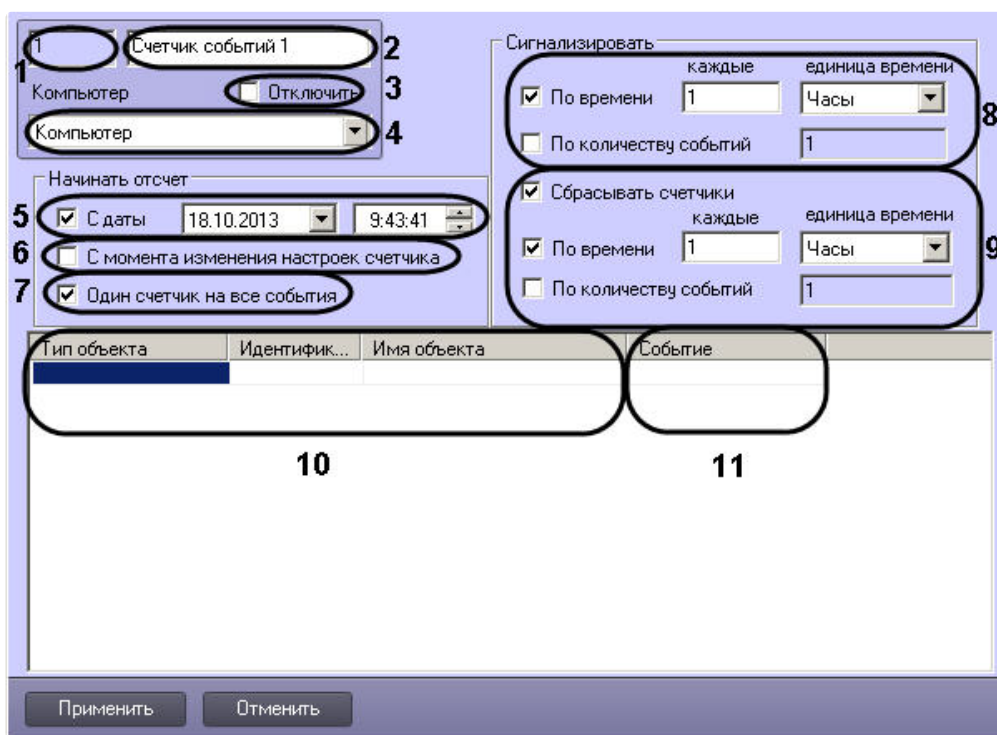 1 Счетчик событий 1 2
1
Компьютер Отключить 3
Компьютер 4
Начинать отсчет
5 С даты 18.10.2013 9:43:41
6 С момента изменения настроек счетчика
7 Один счетчик на все события
Сигнализировать
каждые единица времени
По времени 1 Часы
8
По количеству событий 1
Сбрасывать счетчики
каждые единица времени
По времени 1 Часы
9
По количеству событий 1
Тип объекта Идентифик... Имя объекта Событие
10 11
Применить Отменить